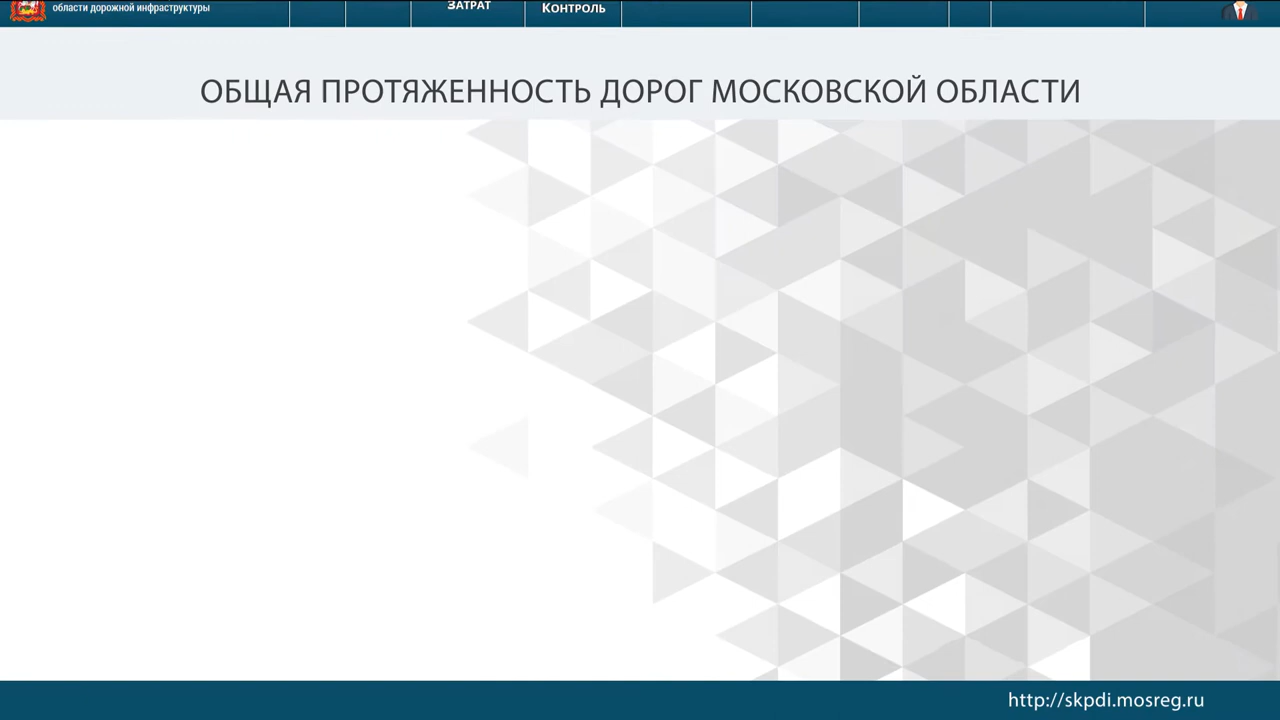 области дорожной инфраструктуры
ЗАТРАТ
КОНТРОЛЬ
ОБЩАЯ ПРОТЯЖЕННОСТЬ ДОРОГ МОСКОВСКОЙ ОБЛАСТИ
http://skpdi.mosreg.ru